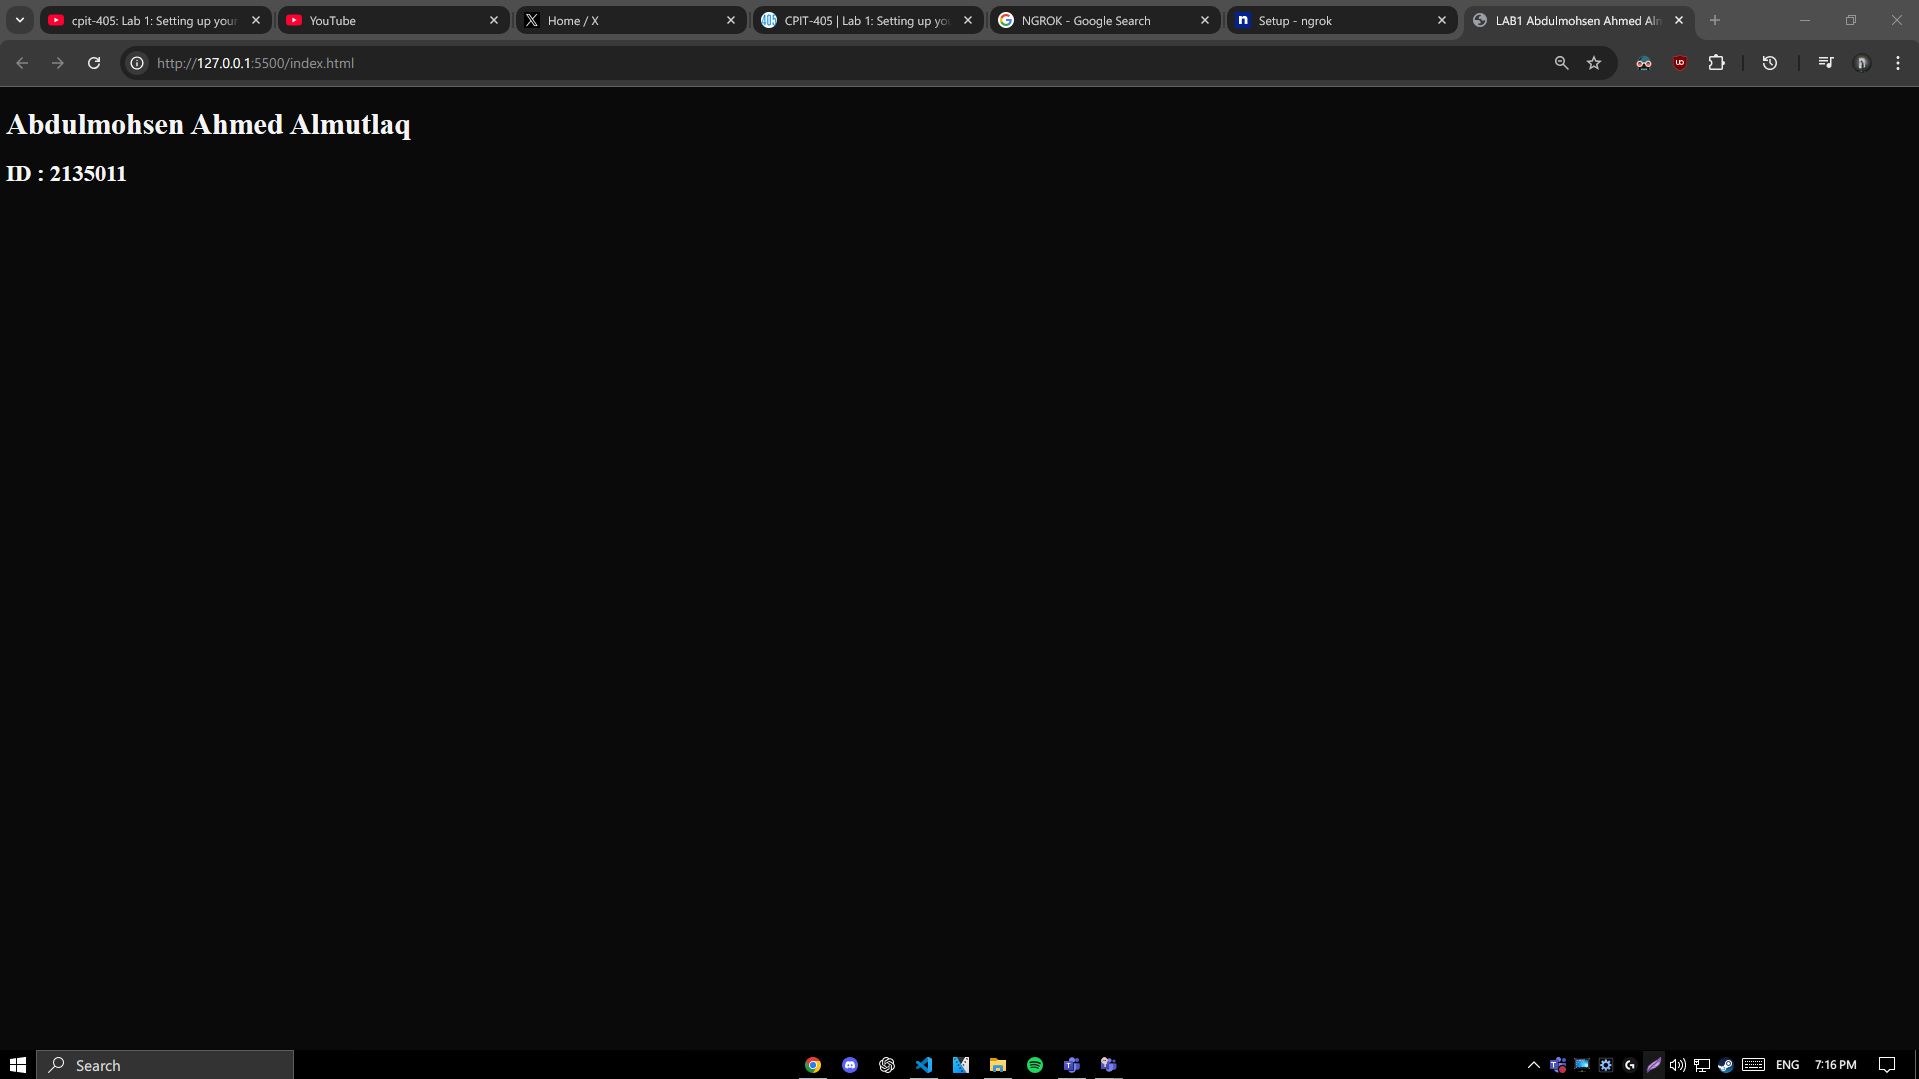 cpit-405: Lab 1: Setting up your
YouTube
Home / X
CPIT-405 | Lab 1: Setting up you
NGROK - Google Search
Setup - ngrok
LAB1 Abdulmohsen Ahmed Alm
http://127.0.0.1:5500/index.html
Abdulmohsen Ahmed Almutlaq
ID : 2135011
Search
ENG
7:16 PM